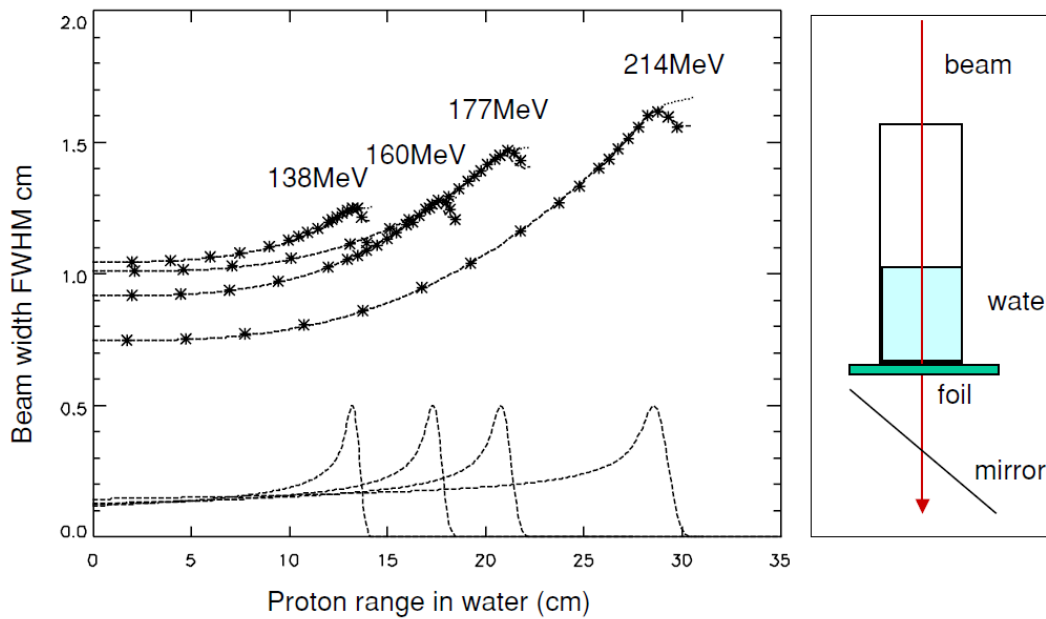 2.0
1.5
1.0
0.5
0.0
Beam width FWHM cm
138MeV
160MeV
177MeV
214MeV
0 5 10 15 20 25 30 35
Proton range in water (cm)
beam
water
foil
mirror